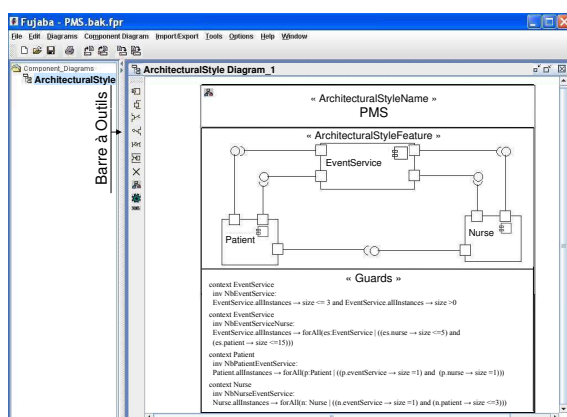 Fujaba - PMS.bak.fpr
File Edit Diagrams Component Diagram Import/Export Tools Options Help Window
Component_Diagrams
ArchitecturalStyle
Barre à Outils
ArchitecturalStyle Diagram_1
« ArchitecturalStyleName »
PMS
« ArchitecturalStyleFeature »
EventService
Patient
Nurse
« Guards »
context EventService
inv NbEventService:
EventService.allInstances → size <= 3 and EventService.allInstances → size >0
context EventService
inv NbEventServiceNurse:
EventService.allInstances → forAll(es:EventService | ((es.nurse → size <=5) and
(es.patient → size <=15)))
context Patient
inv NbPatientEventService:
Patient.allInstances → forAll(p:Patient | ((p.eventService → size =1) and (p.nurse → size =1)))
context Nurse
inv NbNurseEventService:
Nurse.allInstances → forAll(n: Nurse | ((n.eventService → size =1) and (n.patient → size <=3)))